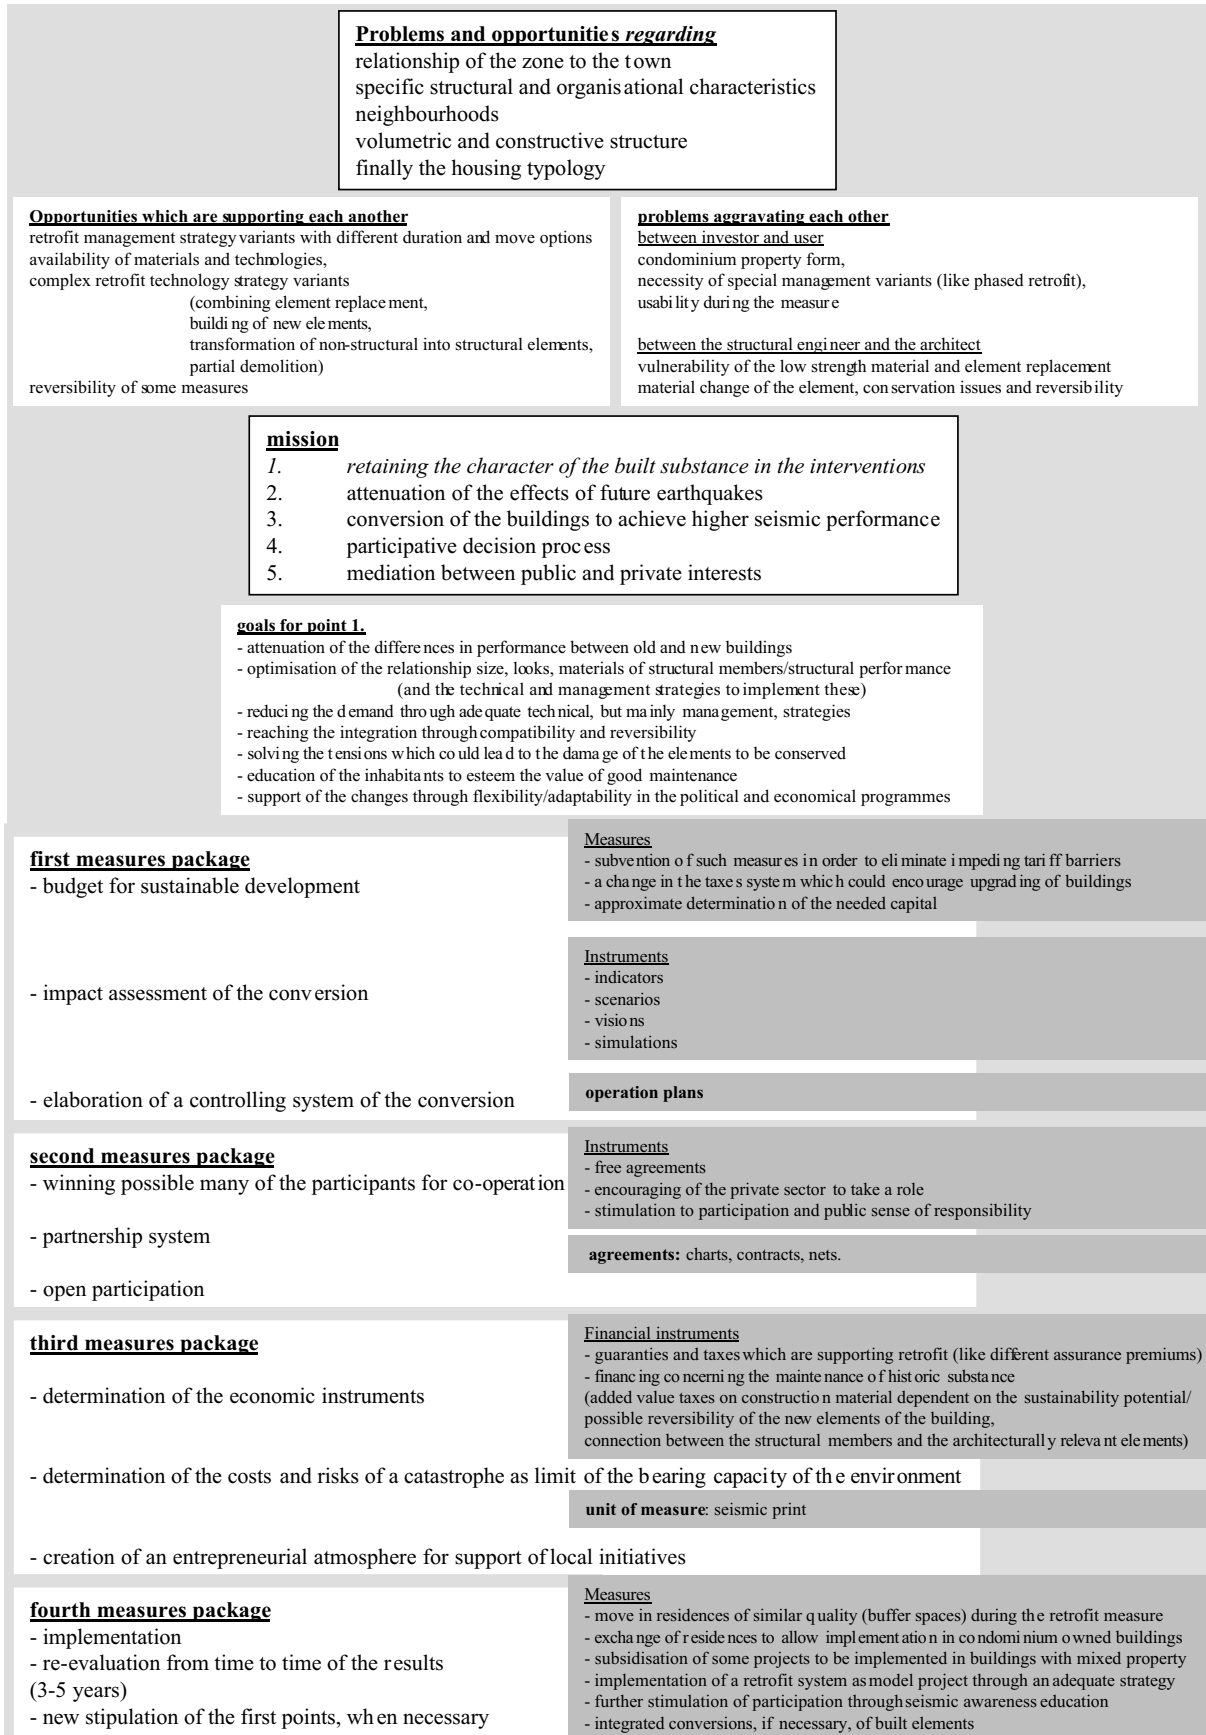 Problems and opportunities regarding
relationship of the zone to the town
specific structural and organisational characteristics
neighbourhoods
volumetric and constructive structure
finally the housing typology
Opportunities which are supporting each another
retrofit management strategy variants with different duration and move options
availability of materials and technologies,
complex retrofit technology strategy variants
(combining element replacement,
building of new elements,
transformation of non-structural into structural elements,
partial demolition)
reversibility of some measures
problems aggravating each other
between investor and user
condominium property form,
necessity of special management variants (like phased retrofit),
usability during the measure
between the structural engineer and the architect
vulnerability of the low strength material and element replacement
material change of the element, conservation issues and reversibility
mission
1. retaining the character of the built substance in the interventions
2. attenuation of the effects of future earthquakes
3. conversion of the buildings to achieve higher seismic performance
4. participative decision process
5. mediation between public and private interests
goals for point 1.
- attenuation of the differences in performance between old and new buildings
- optimisation of the relationship size, looks, materials of structural members/structural performance
(and the technical and management strategies to implement these)
- reducing the demand through adequate technical, but mainly management, strategies
- reaching the integration through compatibility and reversibility
- solving the tensions which could lead to the damage of the elements to be conserved
- education of the inhabitants to esteem the value of good maintenance
- support of the changes through flexibility/adaptability in the political and economical programmes
first measures package
- budget for sustainable development
Measures
- subvention of such measures in order to eliminate impeding tariff barriers
- a change in the taxes system which could encourage upgrading of buildings
- approximate determination of the needed capital
- impact assessment of the conversion
Instruments
- indicators
- scenarios
- visions
- simulations
- elaboration of a controlling system of the conversion
operation plans
second measures package
- winning possible many of the participants for co-operation
- partnership system
- open participation
Instruments
- free agreements
- encouraging of the private sector to take a role
- stimulation to participation and public sense of responsibility
agreements: charts, contracts, nets.
third measures package
- determination of the economic instruments
Financial instruments
- guaranties and taxes which are supporting retrofit (like different assurance premiums)
- financing concerning the maintenance of historic substance
(added value taxes on construction material dependent on the sustainability potential/
possible reversibility of the new elements of the building,
connection between the structural members and the architecturally relevant elements)
- determination of the costs and risks of a catastrophe as limit of the bearing capacity of the environment
unit of measure: seismic print
- creation of an entrepreneurial atmosphere for support of local initiatives
fourth measures package
- implementation
- re-evaluation from time to time of the results
(3-5 years)
- new stipulation of the first points, when necessary
Measures
- move in residences of similar quality (buffer spaces) during the retrofit measure
- exchange of residences to allow implementation in condominium owned buildings
- subsidisation of some projects to be implemented in buildings with mixed property
- implementation of a retrofit system as model project through an adequate strategy
- further stimulation of participation through seismic awareness education
- integrated conversions, if necessary, of built elements